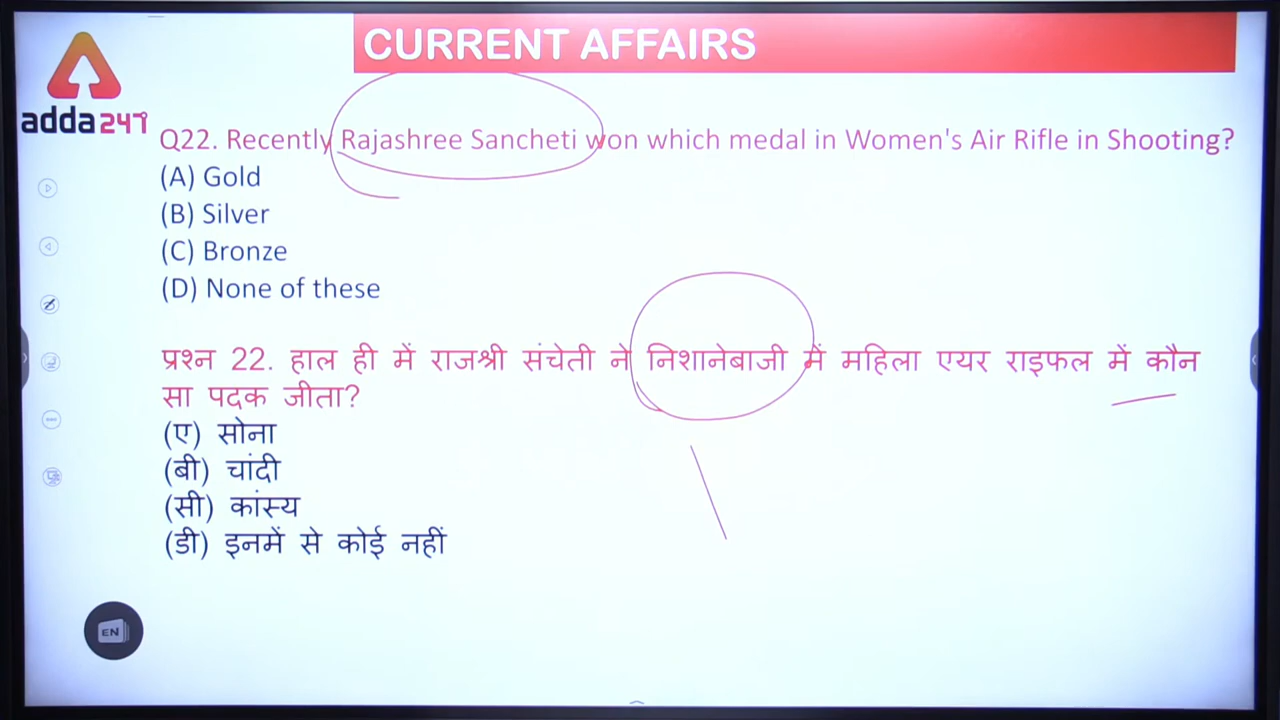 CURRENT AFFAIRS
adda247
Q22. Recently Rajashree Sancheti won which medal in Women's Air Rifle in Shooting?
(A) Gold
(B) Silver
(C) Bronze
(D) None of these
प्रश्न 22. हाल ही में राजश्री संचेती ने निशानेबाजी में महिला एयर राइफल में कौन
सा पदक जीता?
(ए) सोना
(बी) चांदी
(सी) कांस्य
(डी) इनमें से कोई नहीं
EN